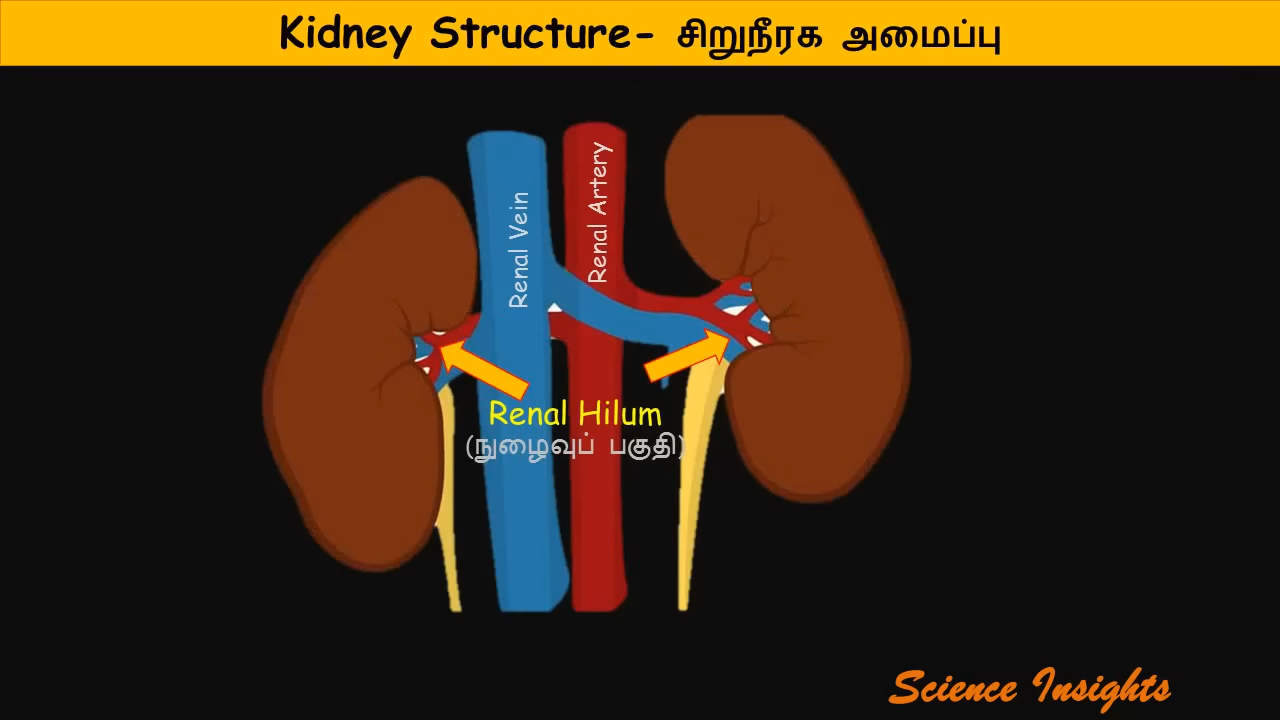 Kidney Structure- சிறுநீரக அமைப்பு
Renal Vein
Renal Artery
Renal Hilum
(நுழைவுப் பகுதி)
Science Insights